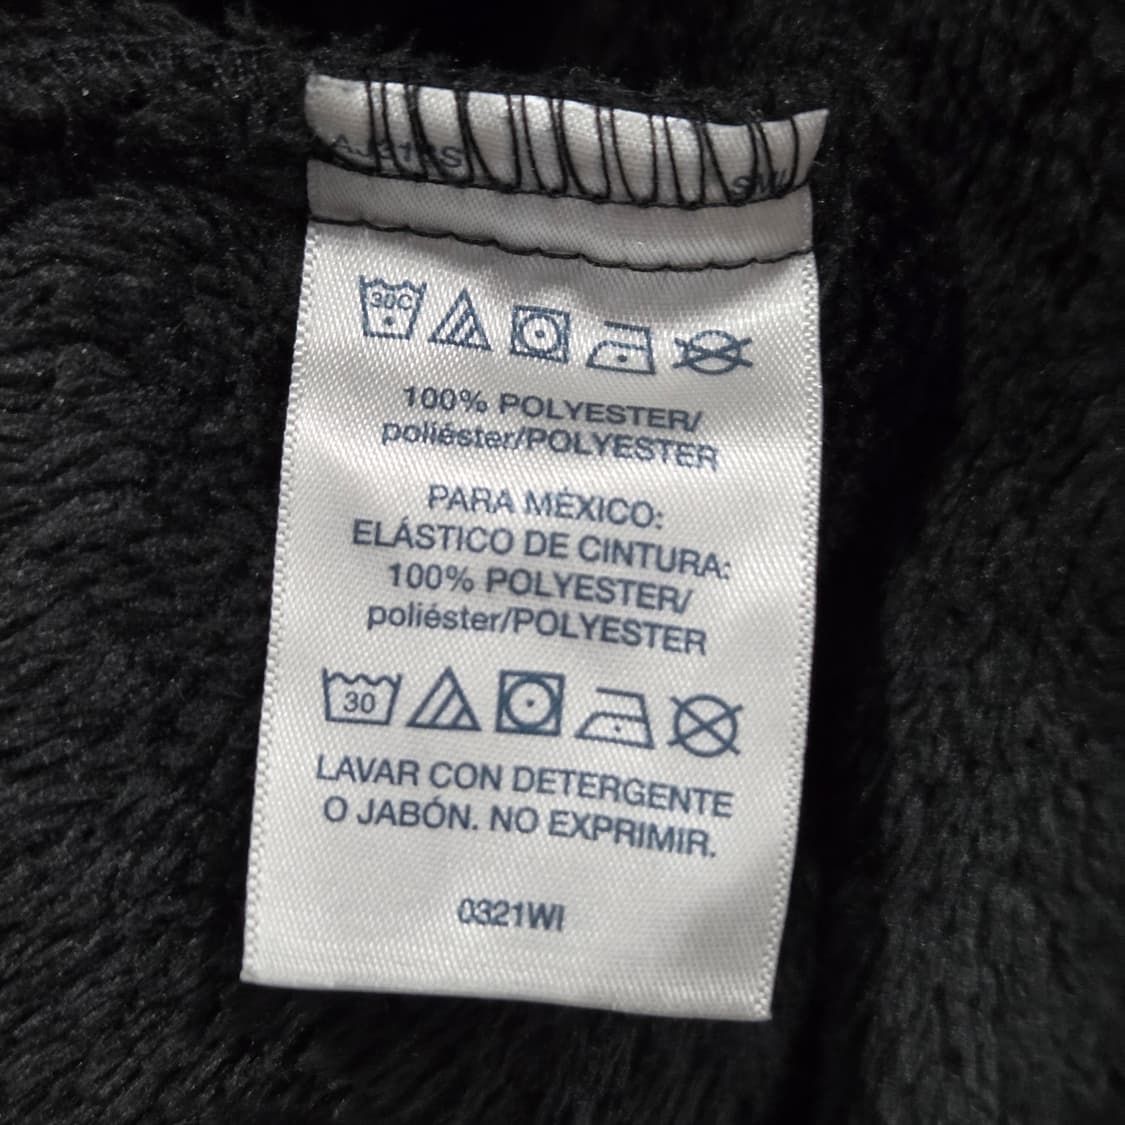 30C
100% POLYESTER/
poliéster/POLYESTER
PARA MÉXICO:
ELÁSTICO DE CINTURA:
100% POLYESTER/
poliéster/POLYESTER
30
LAVAR CON DETERGENTE
O JABÓN. NO EXPRIMIR.
0321WI